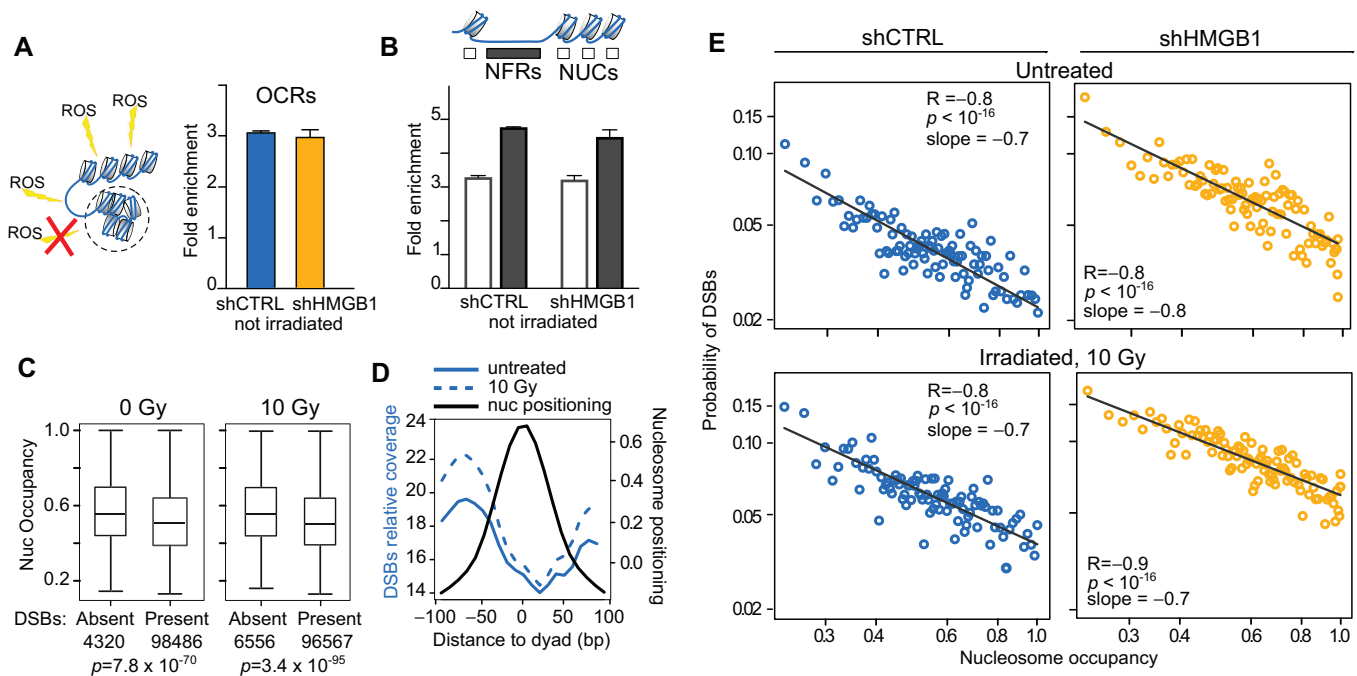 A
ROS
ROS
ROS
ROS
OCRs
Fold enrichment
3
2
1
0
shCTRL shHMGB1
not irradiated
B
NFRs NUCs
Fold enrichment
5
3
1
0
shCTRL shHMGB1
not irradiated
C
0 Gy 10 Gy
Nuc Occupancy
1.0
0.6
0.2
DSBs: Absent Present Absent Present
4320 98486 6556 96567
p=7.8 x 10-70 p=3.4 x 10-95
D
untreated
10 Gy
nuc positioning
DSBs relative coverage
24
22
20
18
16
14
Nucleosome positioning
0.6
0.4
0.2
0.0
−100 −50 0 50 100
Distance to dyad (bp)
E
shCTRL shHMGB1
Untreated
Probability of DSBs
0.15
0.10
0.05
0.02
R =−0.8
p < 10-16
slope = −0.7
R=−0.8
p < 10-16
slope = −0.8
Irradiated, 10 Gy
0.15
0.10
0.05
0.02
R=−0.8
p < 10-16
slope = −0.7
R=−0.9
p < 10-16
slope = −0.7
0.3 0.4 0.6 0.8 1.0 0.3 0.4 0.6 0.8 1.0
Nucleosome occupancy